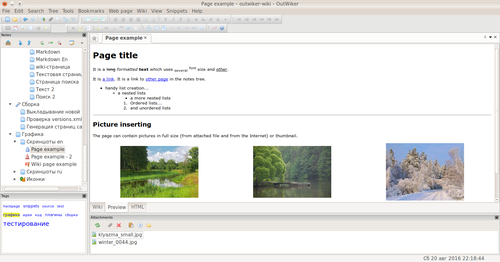 Page example - outwiker-wiki - OutWiker
File Edit Search Tree Tools Bookmarks Web page Wiki View Snippets Help
Notes
Markdown
Markdown En
wiki-страница
Текстовая страни
Страница поиска
Текст 2
Поиск 2
Сборка
Выкладывание новой
Проверка versions.xml
Генерация страниц са
Графика
Скриншоты en
Page example
Page example - 2
Wiki page example
Скриншоты ru
Иконки
Tags
snippets source test
графика идея код плагины сборка
тестирование
Page example
Page title
It is a long formatted text which uses several font size and other.
It is a link. It is a link to other page in the notes tree.
handy list creation...
a nested lists
a more nested lists
1. Ordered lists...
2. and unordered lists
Picture inserting
The page can contain pictures in full size (from attached file and from the Internet) or thumbnail.
Wiki Preview HTML
Attachments
klyazma_small.jpg
winter_0044.jpg
Сб 20 авг 2016 22:18:44